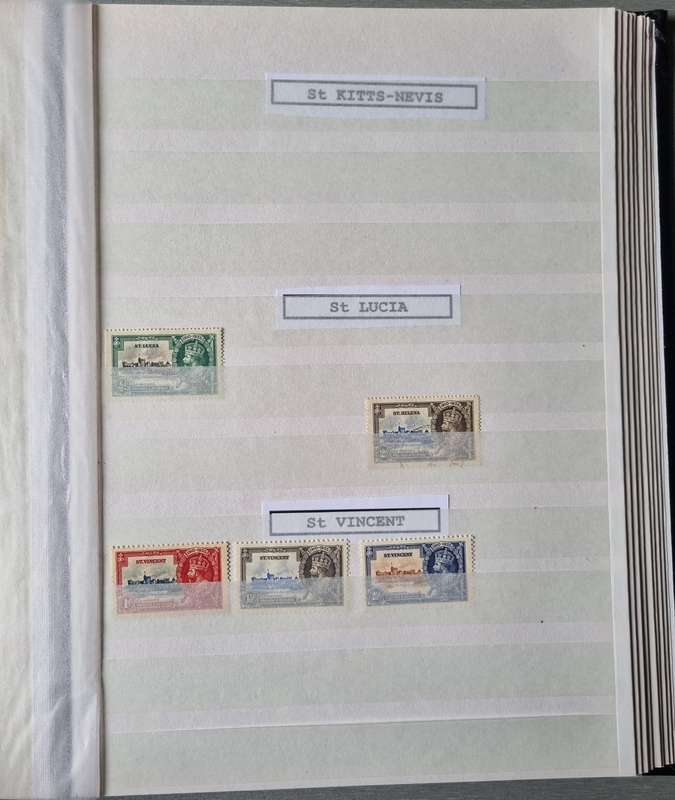 St KITTS-NEVIS
St LUCIA
ST. LUCIA
ST. HELENA
St VINCENT
ST. VINCENT
ST. VINCENT
ST. VINCENT